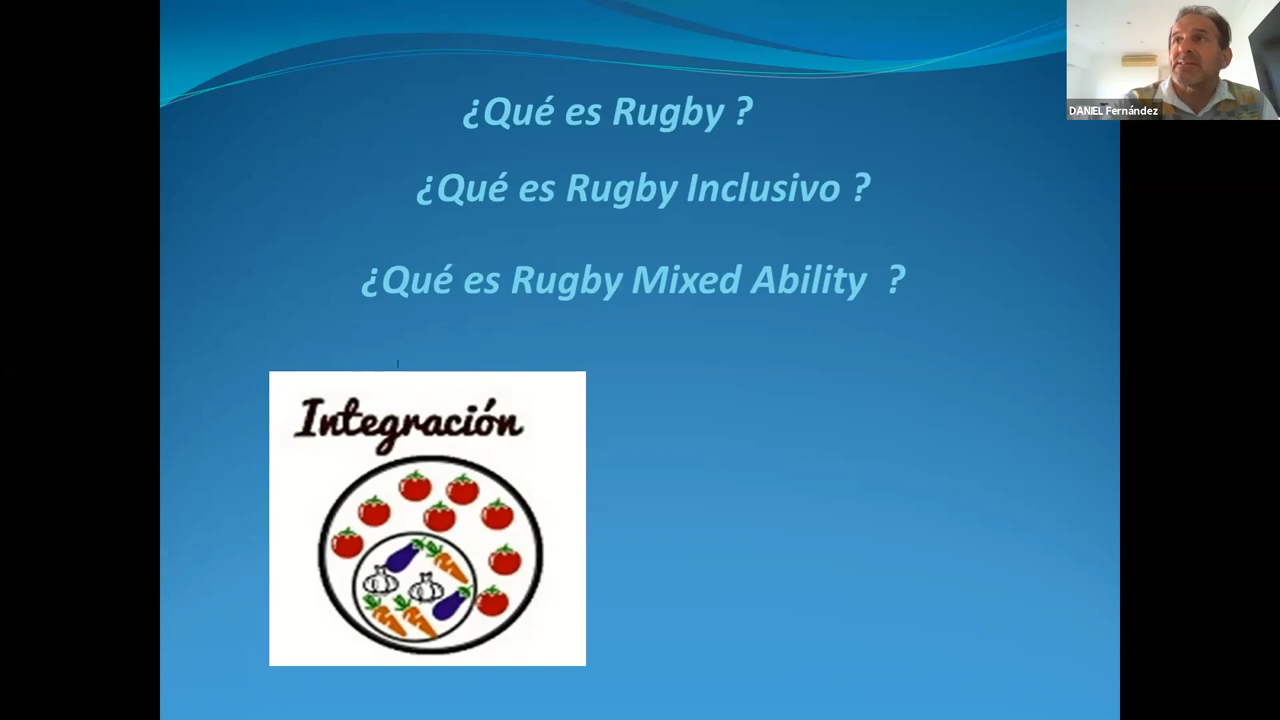 ¿Qué es Rugby ?
DANIEL Fernández
¿Qué es Rugby Inclusivo ?
¿Qué es Rugby Mixed Ability  ?
Integración